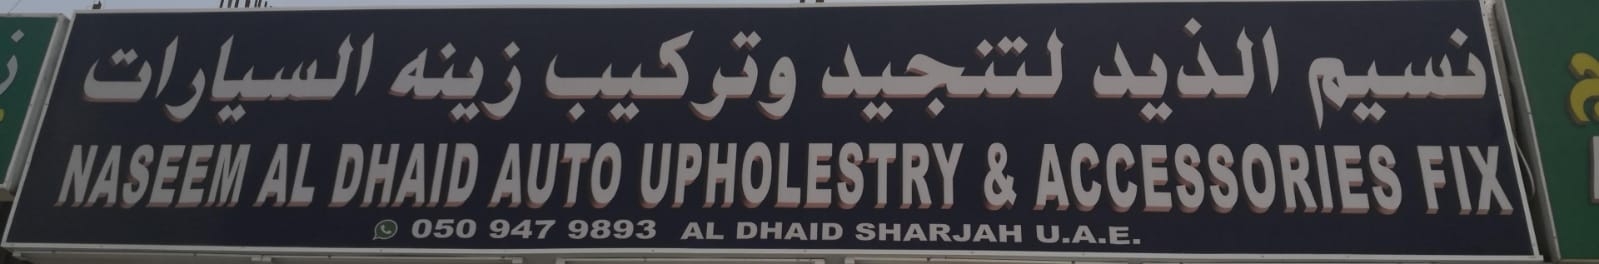 نسيم الذيد لتنجيد وتركيب زينه السيارات
NASEEM AL DHAID AUTO UPHOLESTRY & ACCESSORIES FIX
050 947 9893 AL DHAID SHARJAH U.A.E.